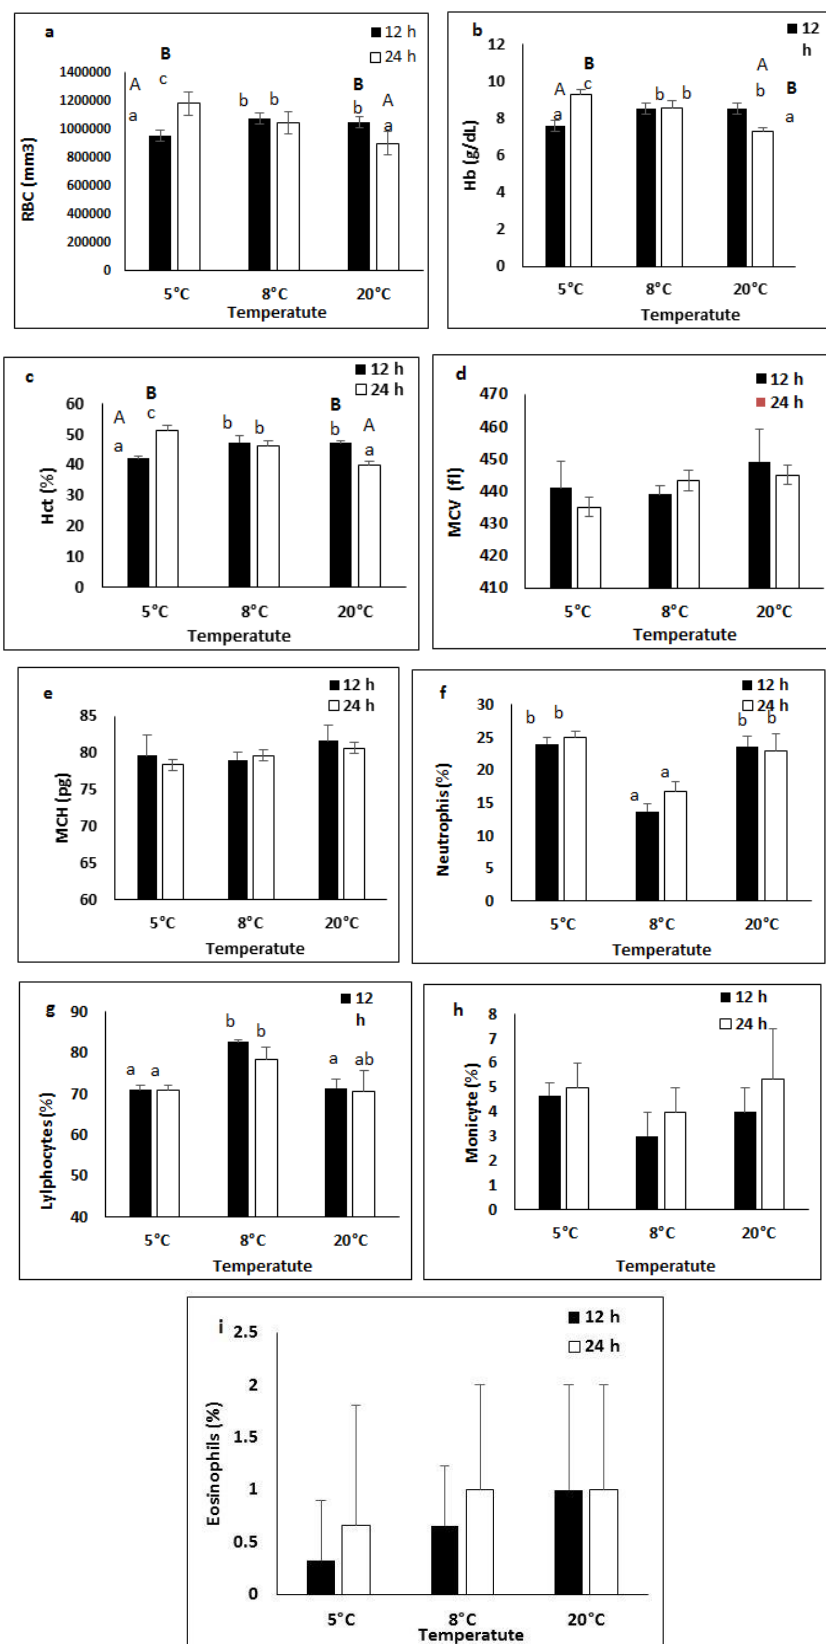 a
12 h
24 h
B
A
c
a
b
b
B
b
A
a
1400000
1200000
1000000
800000
600000
400000
200000
0
RBC (mm3)
5°C
8°C
20°C
Temperatute
b
12
h
B
A
c
a
b
b
A
b
B
a
12
10
8
6
4
2
0
Hb (g/dL)
5°C
8°C
20°C
Temperatute
c
12 h
24 h
B
A
c
a
b
b
B
b
A
a
60
50
40
30
20
10
0
Hct (%)
5°C
8°C
20°C
Temperatute
d
12 h
24 h
470
460
450
440
430
420
410
MCV (fl)
5°C
8°C
20°C
Temperatute
e
12 h
24 h
85
80
75
70
65
60
MCH (pg)
5°C
8°C
20°C
Temperatute
f
12 h
24 h
b
b
a
a
b
b
30
25
20
15
10
5
0
Neutrophis (%)
5°C
8°C
20°C
Temperatute
g
12
h
a
a
b
b
a
ab
90
80
70
60
50
40
Lylphocytes (%)
5°C
8°C
20°C
Temperatute
h
12 h
24 h
8
7
6
5
4
3
2
1
0
Monicyte (%)
5°C
8°C
20°C
Temperatute
i
12 h
24 h
2.5
2
1.5
1
0.5
0
Eosinophils (%)
5°C
8°C
20°C
Temperatute